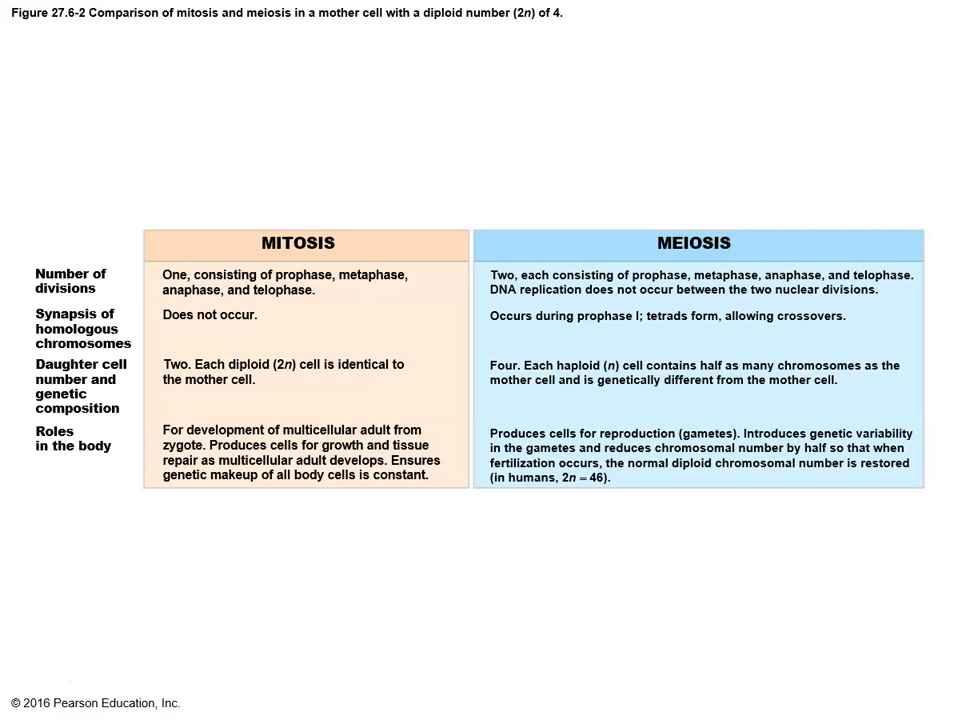 Figure 27.6-2 Comparison of mitosis and meiosis in a mother cell with a diploid number (2n) of 4.
MITOSIS
MEIOSIS
Number of
divisions
One, consisting of prophase, metaphase,
anaphase, and telophase.
Two, each consisting of prophase, metaphase, anaphase, and telophase.
DNA replication does not occur between the two nuclear divisions.
Synapsis of
homologous
chromosomes
Does not occur.
Occurs during prophase I; tetrads form, allowing crossovers.
Daughter cell
number and
genetic
composition
Two. Each diploid (2n) cell is identical to
the mother cell.
Four. Each haploid (n) cell contains half as many chromosomes as the
mother cell and is genetically different from the mother cell.
Roles
in the body
For development of multicellular adult from
zygote. Produces cells for growth and tissue
repair as multicellular adult develops. Ensures
genetic makeup of all body cells is constant.
Produces cells for reproduction (gametes). Introduces genetic variability
in the gametes and reduces chromosomal number by half so that when
fertilization occurs, the normal diploid chromosomal number is restored
(in humans, 2n = 46).
© 2016 Pearson Education, Inc.